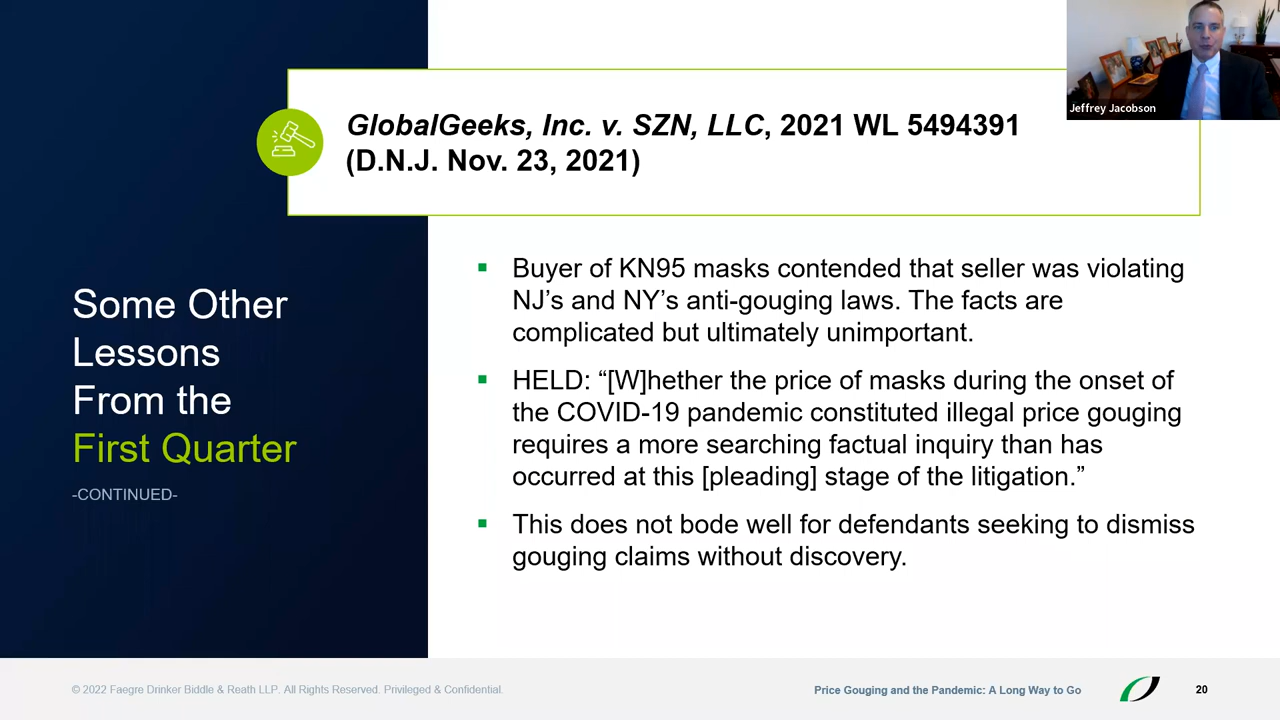 Jeffrey Jacobson
GlobalGeeks, Inc. v. SZN, LLC, 2021 WL 5494391
(D.N.J. Nov. 23, 2021)
Some Other
Lessons
From the
First Quarter
-CONTINUED-
▪ Buyer of KN95 masks contended that seller was violating
NJ’s and NY’s anti-gouging laws. The facts are
complicated but ultimately unimportant.
▪ HELD: “[W]hether the price of masks during the onset of
the COVID-19 pandemic constituted illegal price gouging
requires a more searching factual inquiry than has
occurred at this [pleading] stage of the litigation.”
▪ This does not bode well for defendants seeking to dismiss
gouging claims without discovery.
© 2022 Faegre Drinker Biddle & Reath LLP. All Rights Reserved. Privileged & Confidential.
Price Gouging and the Pandemic: A Long Way to Go
20